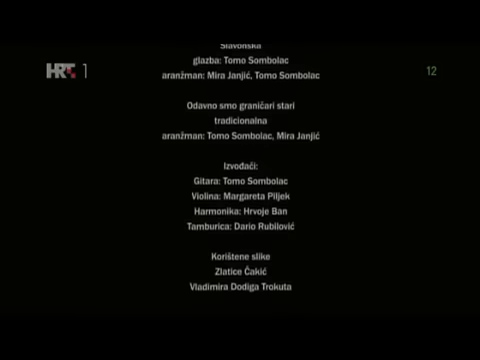 Slavonska
glazba: Tomo Sombolac
aranžman: Mira Janjić, Tomo Sombolac
HRT 1
12
Odavno smo graničari stari
tradicionalna
aranžman: Tomo Sombolac, Mira Janjić
Izvođači:
Gitara: Tomo Sombolac
Violina: Margareta Piljek
Harmonika: Hrvoje Ban
Tamburica: Dario Rubilović
Korištene slike
Zlatice Čakić
Vladimira Dodiga Trokuta